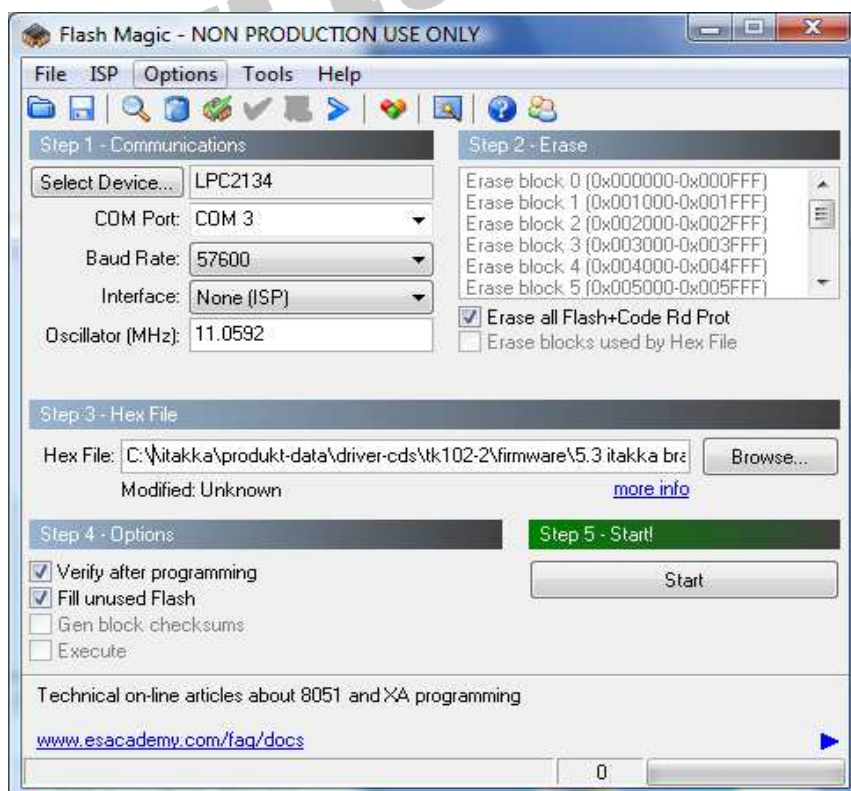 Flash Magic - NON PRODUCTION USE ONLY
File ISP Options Tools Help
Step 1 - Communications
Select Device... LPC2134
COM Port: COM 3
Baud Rate: 57600
Interface: None (ISP)
Oscillator (MHz): 11.0592
Step 2 - Erase
Erase block 0 (0x000000-0x000FFF)
Erase block 1 (0x001000-0x001FFF)
Erase block 2 (0x002000-0x002FFF)
Erase block 3 (0x003000-0x003FFF)
Erase block 4 (0x004000-0x004FFF)
Erase block 5 (0x005000-0x005FFF)
Erase all Flash+Code Rd Prot
Erase blocks used by Hex File
Step 3 - Hex File
Hex File: C:\itakka\produkt-data\driver-cds\tk102-2\firmware\5.3 itakka bra Browse...
Modified: Unknown more info
Step 4 - Options
Verify after programming
Fill unused Flash
Gen block checksums
Execute
Step 5 - Start!
Start
Technical on-line articles about 8051 and XA programming
www.esacademy.com/faq/docs
0